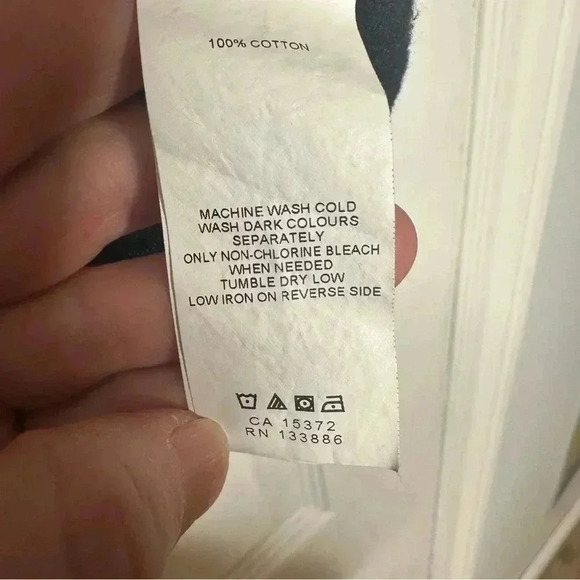 100% COTTON
MACHINE WASH COLD
WASH DARK COLOURS
SEPARATELY
ONLY NON-CHLORINE BLEACH
WHEN NEEDED
TUMBLE DRY LOW
LOW IRON ON REVERSE SIDE
CA 15372
RN 133886